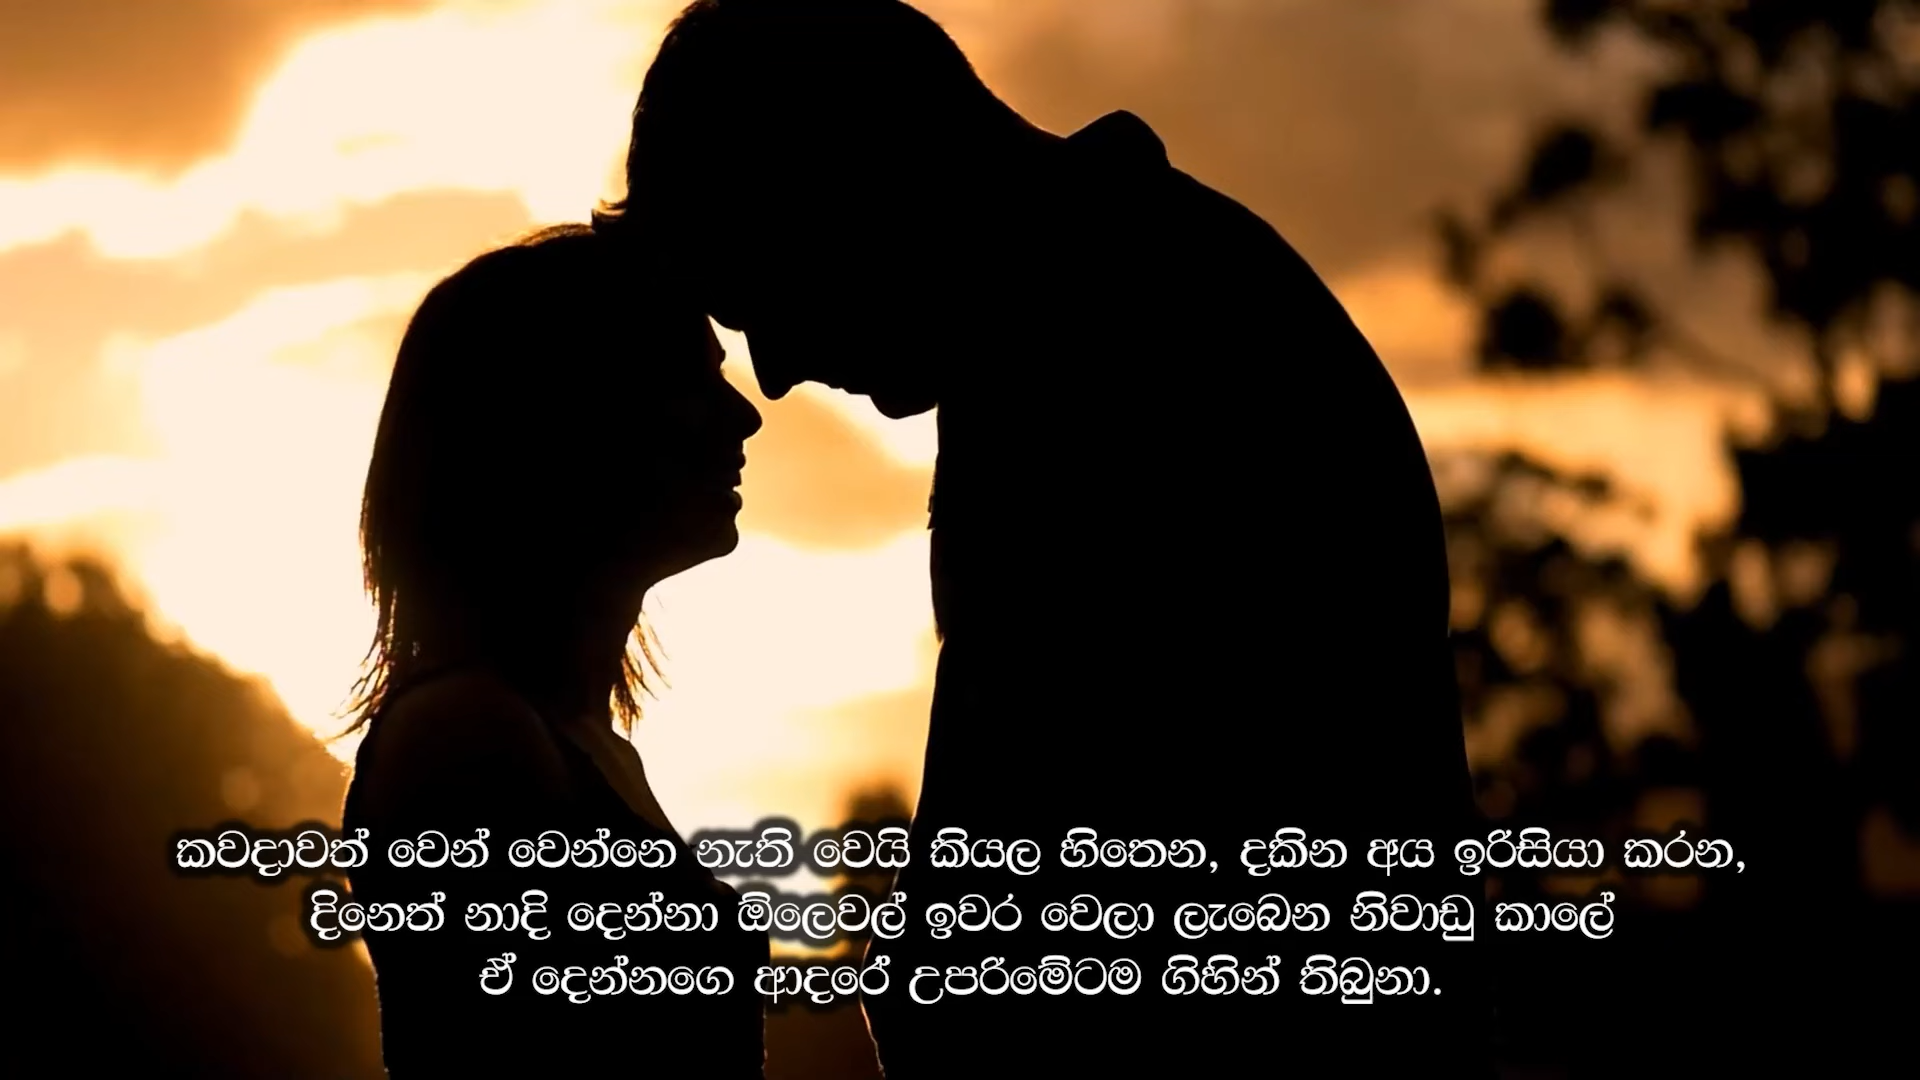 කවදාවත් වෙන් වෙන්නෙ නැති වෙයි කියල හිතෙන, දකින අය ඉරිසියා කරන,
දිනෙත් නාදි දෙන්නා ඕලෙවල් ඉවර වෙලා ලැබෙන නිවාඩු කාලේ
ඒ දෙන්නගෙ ආදරේ උපරිමේටම ගිහින් තිබුනා.